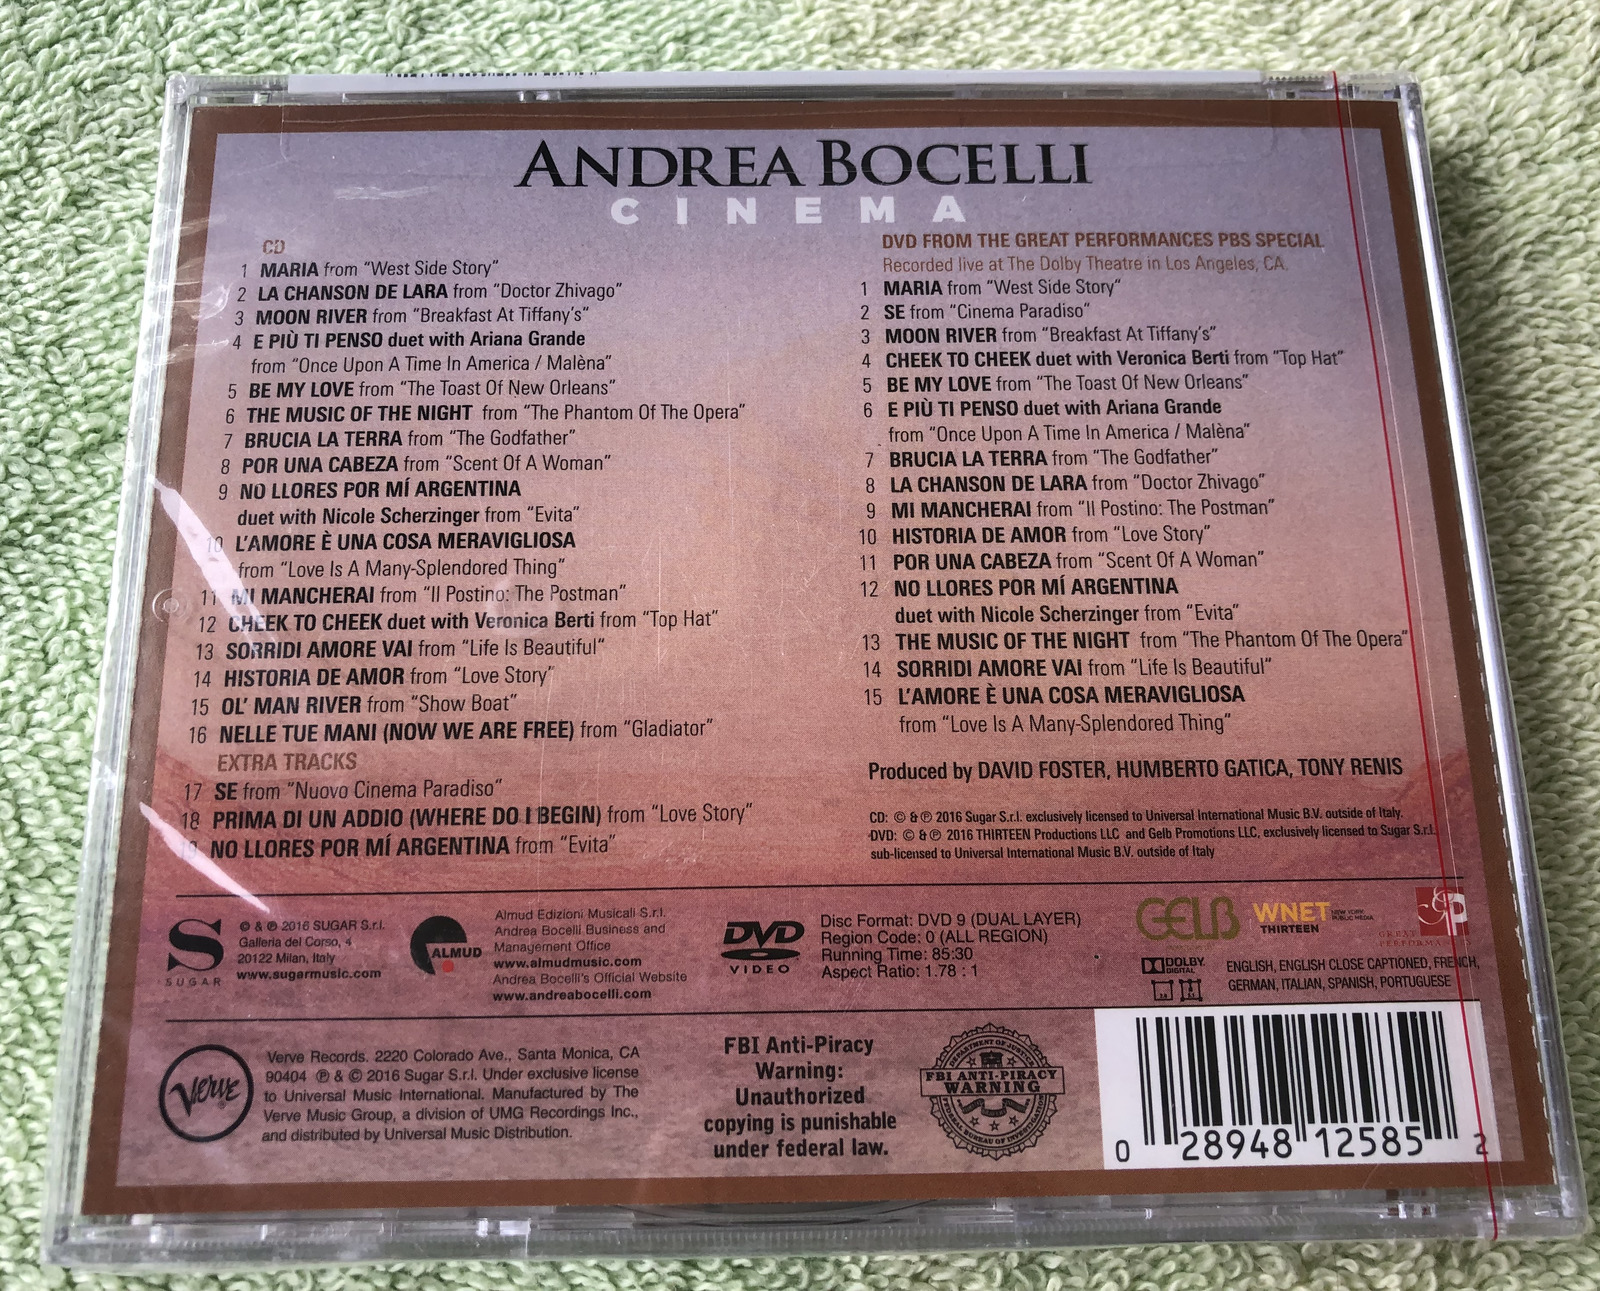 ANDREA BOCELLI
CINEMA
CD
1 MARIA from “West Side Story”
2 LA CHANSON DE LARA from “Doctor Zhivago”
3 MOON RIVER from “Breakfast At Tiffany’s”
4 E PIÙ TI PENSO duet with Ariana Grande
from “Once Upon A Time In America / Malèna”
5 BE MY LOVE from “The Toast Of New Orleans”
6 THE MUSIC OF THE NIGHT from “The Phantom Of The Opera”
7 BRUCIA LA TERRA from “The Godfather”
8 POR UNA CABEZA from “Scent Of A Woman”
9 NO LLORES POR MÍ ARGENTINA
duet with Nicole Scherzinger from “Evita”
10 L’AMORE È UNA COSA MERAVIGLIOSA
from “Love Is A Many-Splendored Thing”
11 MI MANCHERAI from “Il Postino: The Postman”
12 CHEEK TO CHEEK duet with Veronica Berti from “Top Hat”
13 SORRIDI AMORE VAI from “Life Is Beautiful”
14 HISTORIA DE AMOR from “Love Story”
15 OL’ MAN RIVER from “Show Boat”
16 NELLE TUE MANI (NOW WE ARE FREE) from “Gladiator”
EXTRA TRACKS
17 SE from “Nuovo Cinema Paradiso”
18 PRIMA DI UN ADDIO (WHERE DO I BEGIN) from “Love Story”
19 NO LLORES POR MÍ ARGENTINA from “Evita”
DVD FROM THE GREAT PERFORMANCES PBS SPECIAL
Recorded live at The Dolby Theatre in Los Angeles, CA.
1 MARIA from “West Side Story”
2 SE from “Cinema Paradiso”
3 MOON RIVER from “Breakfast At Tiffany’s”
4 CHEEK TO CHEEK duet with Veronica Berti from “Top Hat”
5 BE MY LOVE from “The Toast Of New Orleans”
6 E PIÙ TI PENSO duet with Ariana Grande
from “Once Upon A Time In America / Malèna”
7 BRUCIA LA TERRA from “The Godfather”
8 LA CHANSON DE LARA from “Doctor Zhivago”
9 MI MANCHERAI from “Il Postino: The Postman”
10 HISTORIA DE AMOR from “Love Story”
11 POR UNA CABEZA from “Scent Of A Woman”
12 NO LLORES POR MÍ ARGENTINA
duet with Nicole Scherzinger from “Evita”
13 THE MUSIC OF THE NIGHT from “The Phantom Of The Opera”
14 SORRIDI AMORE VAI from “Life Is Beautiful”
15 L’AMORE È UNA COSA MERAVIGLIOSA
from “Love Is A Many-Splendored Thing”
Produced by DAVID FOSTER, HUMBERTO GATICA, TONY RENIS
CD: © & ℗ 2016 Sugar S.r.l. exclusively licensed to Universal International Music B.V. outside of Italy.
DVD: © & ℗ 2016 THIRTEEN Productions LLC and Gelb Promotions LLC, exclusively licensed to Sugar S.r.l.
sub-licensed to Universal International Music B.V. outside of Italy
S
SUGAR
© & ℗ 2016 SUGAR S.r.l.
Galleria del Corso, 4
20122 Milan, Italy
www.sugarmusic.com
ALMUD
Almud Edizioni Musicali S.r.l.
Andrea Bocelli Business and
Management Office
www.almudmusic.com
Andrea Bocelli’s Official Website
www.andreabocelli.com
DVD
VIDEO
Disc Format: DVD 9 (DUAL LAYER)
Region Code: 0 (ALL REGION)
Running Time: 85:30
Aspect Ratio: 1.78 : 1
GELB
WNET NEW YORK PUBLIC MEDIA
THIRTEEN
GP
GREAT PERFORMANCES
DOLBY
DIGITAL
ENGLISH, ENGLISH CLOSE CAPTIONED, FRENCH,
GERMAN, ITALIAN, SPANISH, PORTUGUESE
Verve
Verve Records. 2220 Colorado Ave., Santa Monica, CA
90404 ℗ & © 2016 Sugar S.r.l. Under exclusive license
to Universal Music International. Manufactured by The
Verve Music Group, a division of UMG Recordings Inc.,
and distributed by Universal Music Distribution.
FBI Anti-Piracy
Warning:
Unauthorized
copying is punishable
under federal law.
DEPARTMENT OF JUSTICE
FBI ANTI-PIRACY
WARNING
FEDERAL BUREAU OF INVESTIGATION
0 28948 12585 2